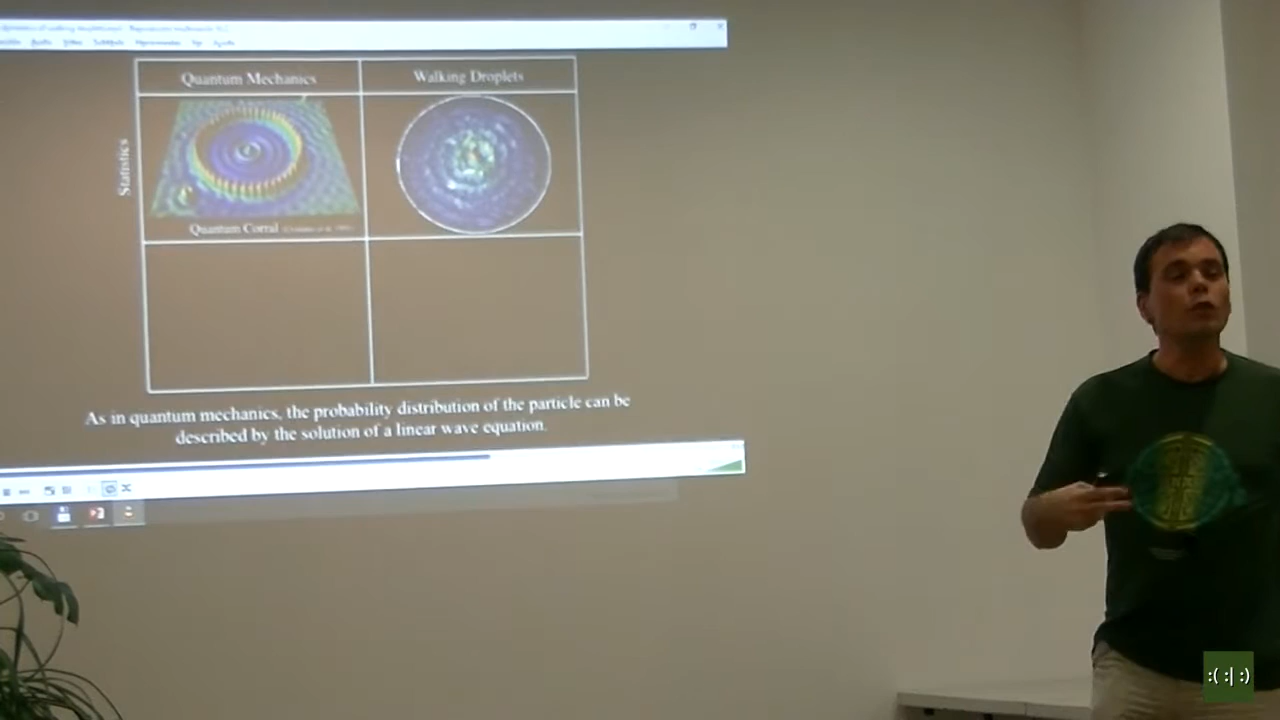 Quantum Mechanics
Walking Droplets
Statistics
Quantum Corral
As in quantum mechanics, the probability distribution of the particle can be
described by the solution of a linear wave equation.
:( :| :)